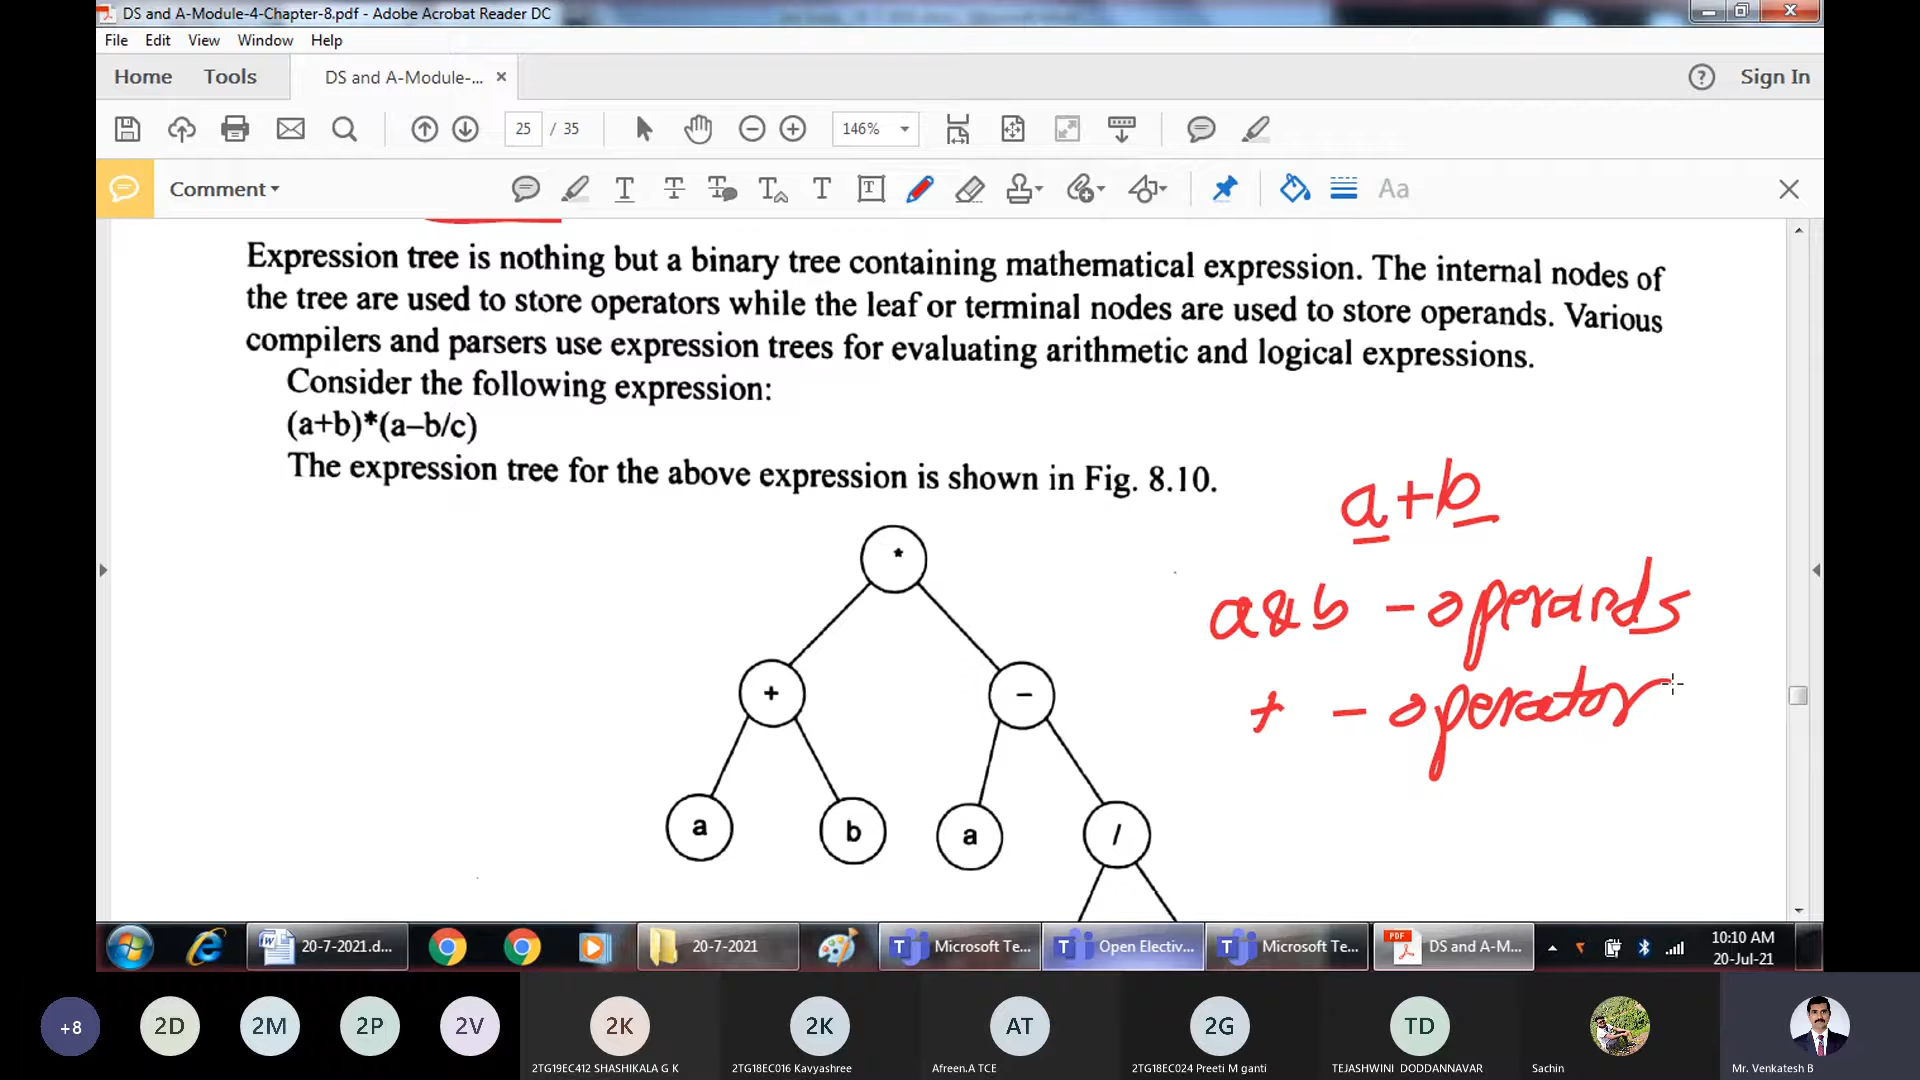 DS and A-Module-4-Chapter-8.pdf - Adobe Acrobat Reader DC
File Edit View Window Help
Home Tools DS and A-Module-... × ? Sign In
25 / 35 146%
Comment T T T T T T Aa
Expression tree is nothing but a binary tree containing mathematical expression. The internal nodes of
the tree are used to store operators while the leaf or terminal nodes are used to store operands. Various
compilers and parsers use expression trees for evaluating arithmetic and logical expressions.
Consider the following expression:
(a+b)*(a–b/c)
The expression tree for the above expression is shown in Fig. 8.10.
a+b
*
a&b - operands
+ –
+ - operator
a b a /
20-7-2021.d... 20-7-2021 Microsoft Te... Open Electiv... Microsoft Te... PDF DS and A-M... 10:10 AM
20-Jul-21
+8 2D 2M 2P 2V 2K 2K AT 2G TD
2TG19EC412 SHASHIKALA G K 2TG18EC016 Kavyashree Afreen.A TCE 2TG18EC024 Preeti M ganti TEJASHWINI DODDANNAVAR Sachin Mr. Venkatesh B